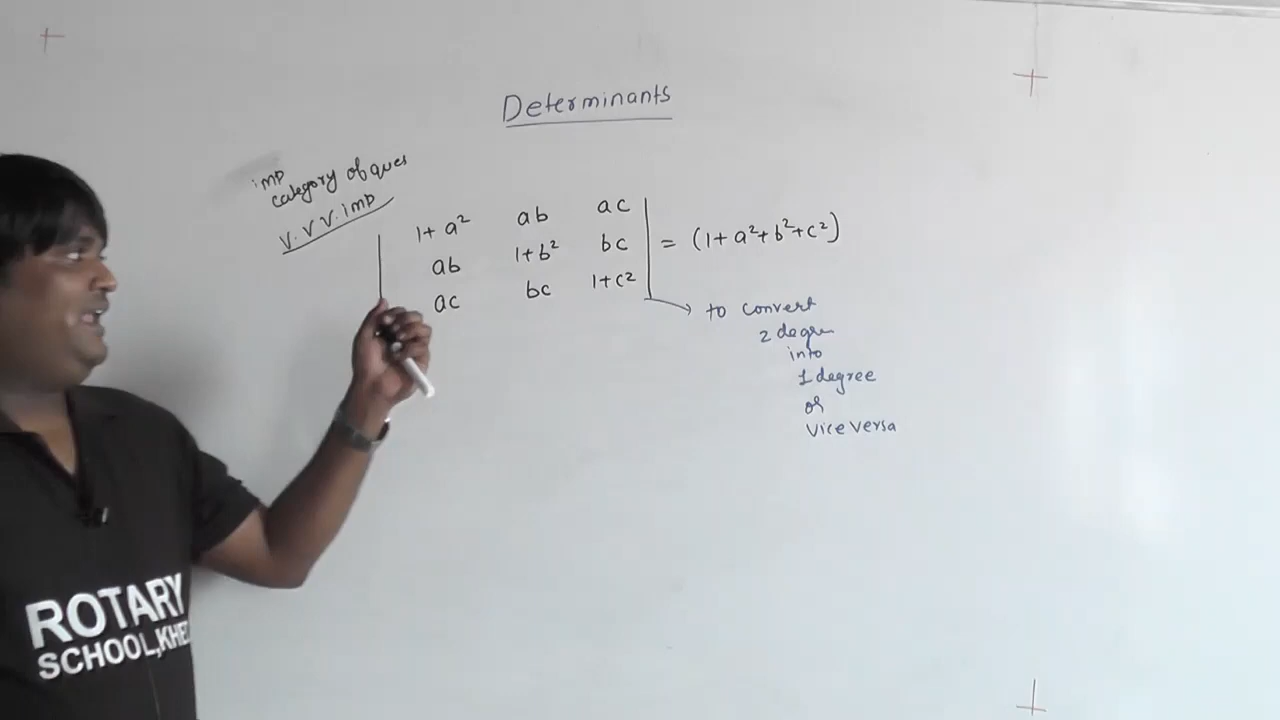 Determinants
imp
category of ques
V. V V. imp
1+ a² ab ac
ab 1+b² bc = (1+a²+b²+c²)
ac bc 1+c²
to convert
2 degree
into
1 degree
or
vice versa
ROTARY
SCHOOL,KHE